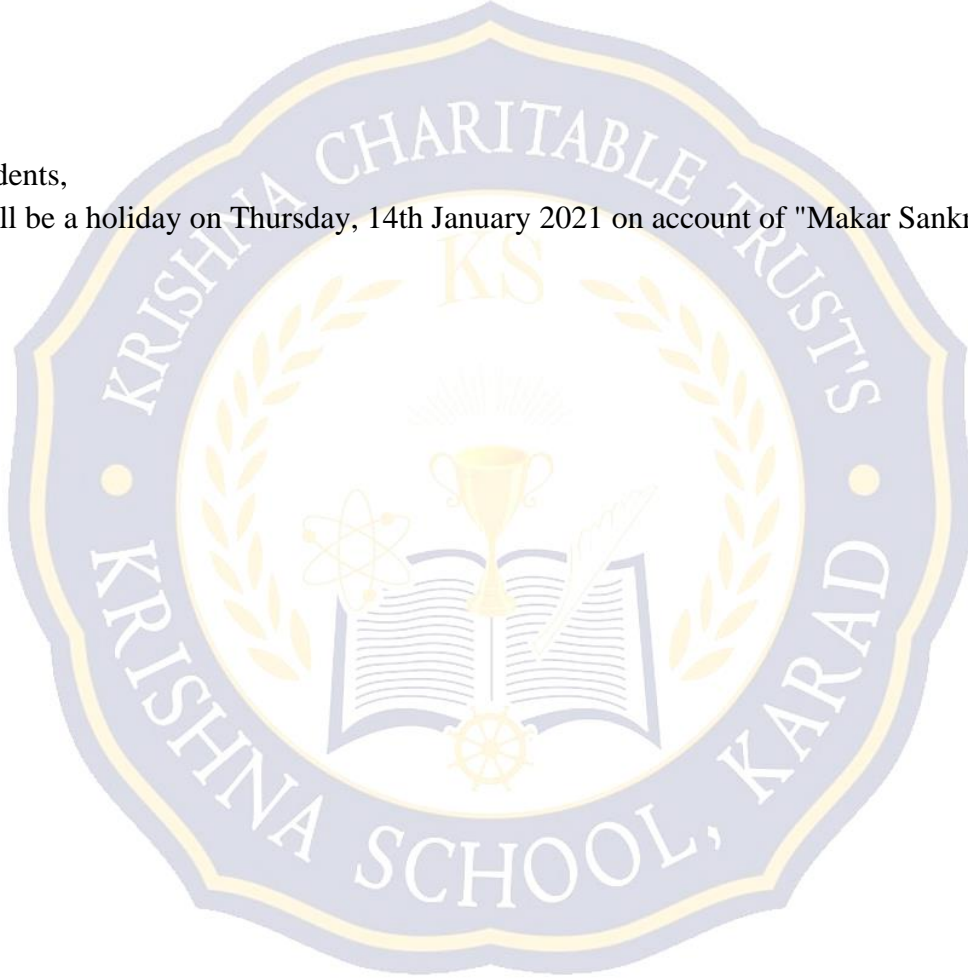 dents,
ll be a holiday on Thursday, 14th January 2021 on account of "Makar Sankr
KRISHNA CHARITABLE TRUST'S
KS
KRISHNA SCHOOL, KARAD